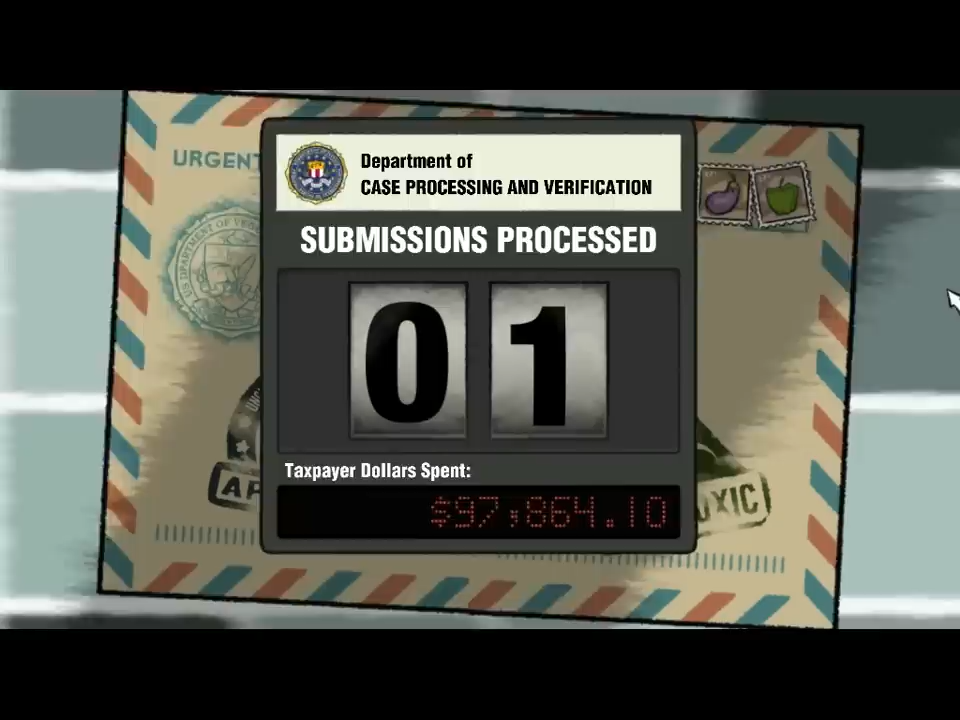 URGENT
Department of
CASE PROCESSING AND VERIFICATION
SUBMISSIONS PROCESSED
01
Taxpayer Dollars Spent:
$97,864.10